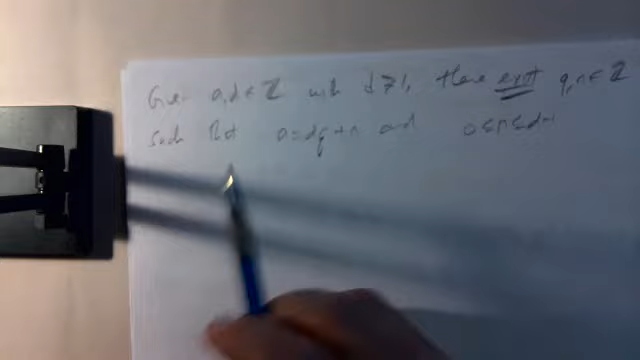 Given a, d ∈ ℤ with d ≥ 1, there exist q, r ∈ ℤ
such that a = dq + r and 0 ≤ r ≤ d-1